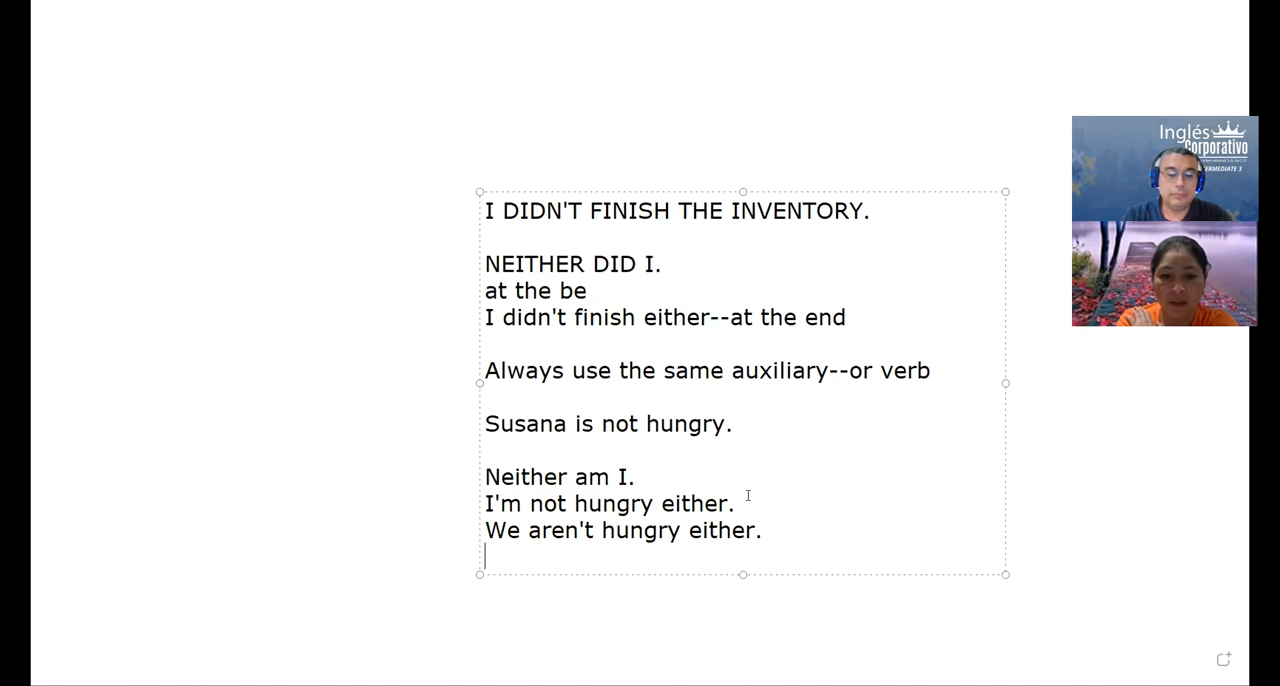 I DIDN'T FINISH THE INVENTORY.
NEITHER DID I.
at the be
I didn't finish either--at the end
Always use the same auxiliary--or verb
Susana is not hungry.
Neither am I.
I'm not hungry either.
We aren't hungry either.
Inglés
Corporativo